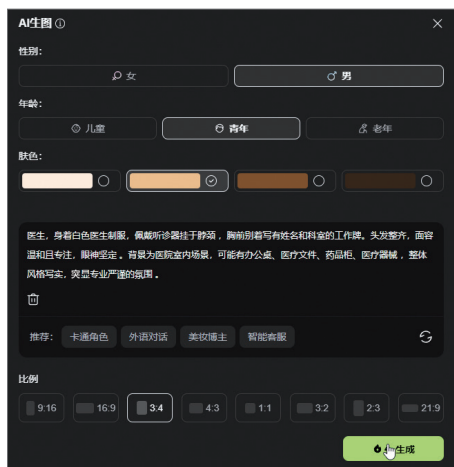 AI生图
性别：
女 男
年龄：
儿童 青年 老年
肤色：
医生，身着白色医生制服，佩戴听诊器挂于脖颈，胸前别着写有姓名和科室的工作牌。头发整齐，面容
温和且专注，眼神坚定。背景为医院室内场景，可能有办公桌、医疗文件、药品柜、医疗器械，整体
风格写实，突显专业严谨的氛围。
推荐： 卡通角色 外语对话 美妆博主 智能客服
比例
9:16 16:9 3:4 4:3 1:1 3:2 2:3 21:9
生成